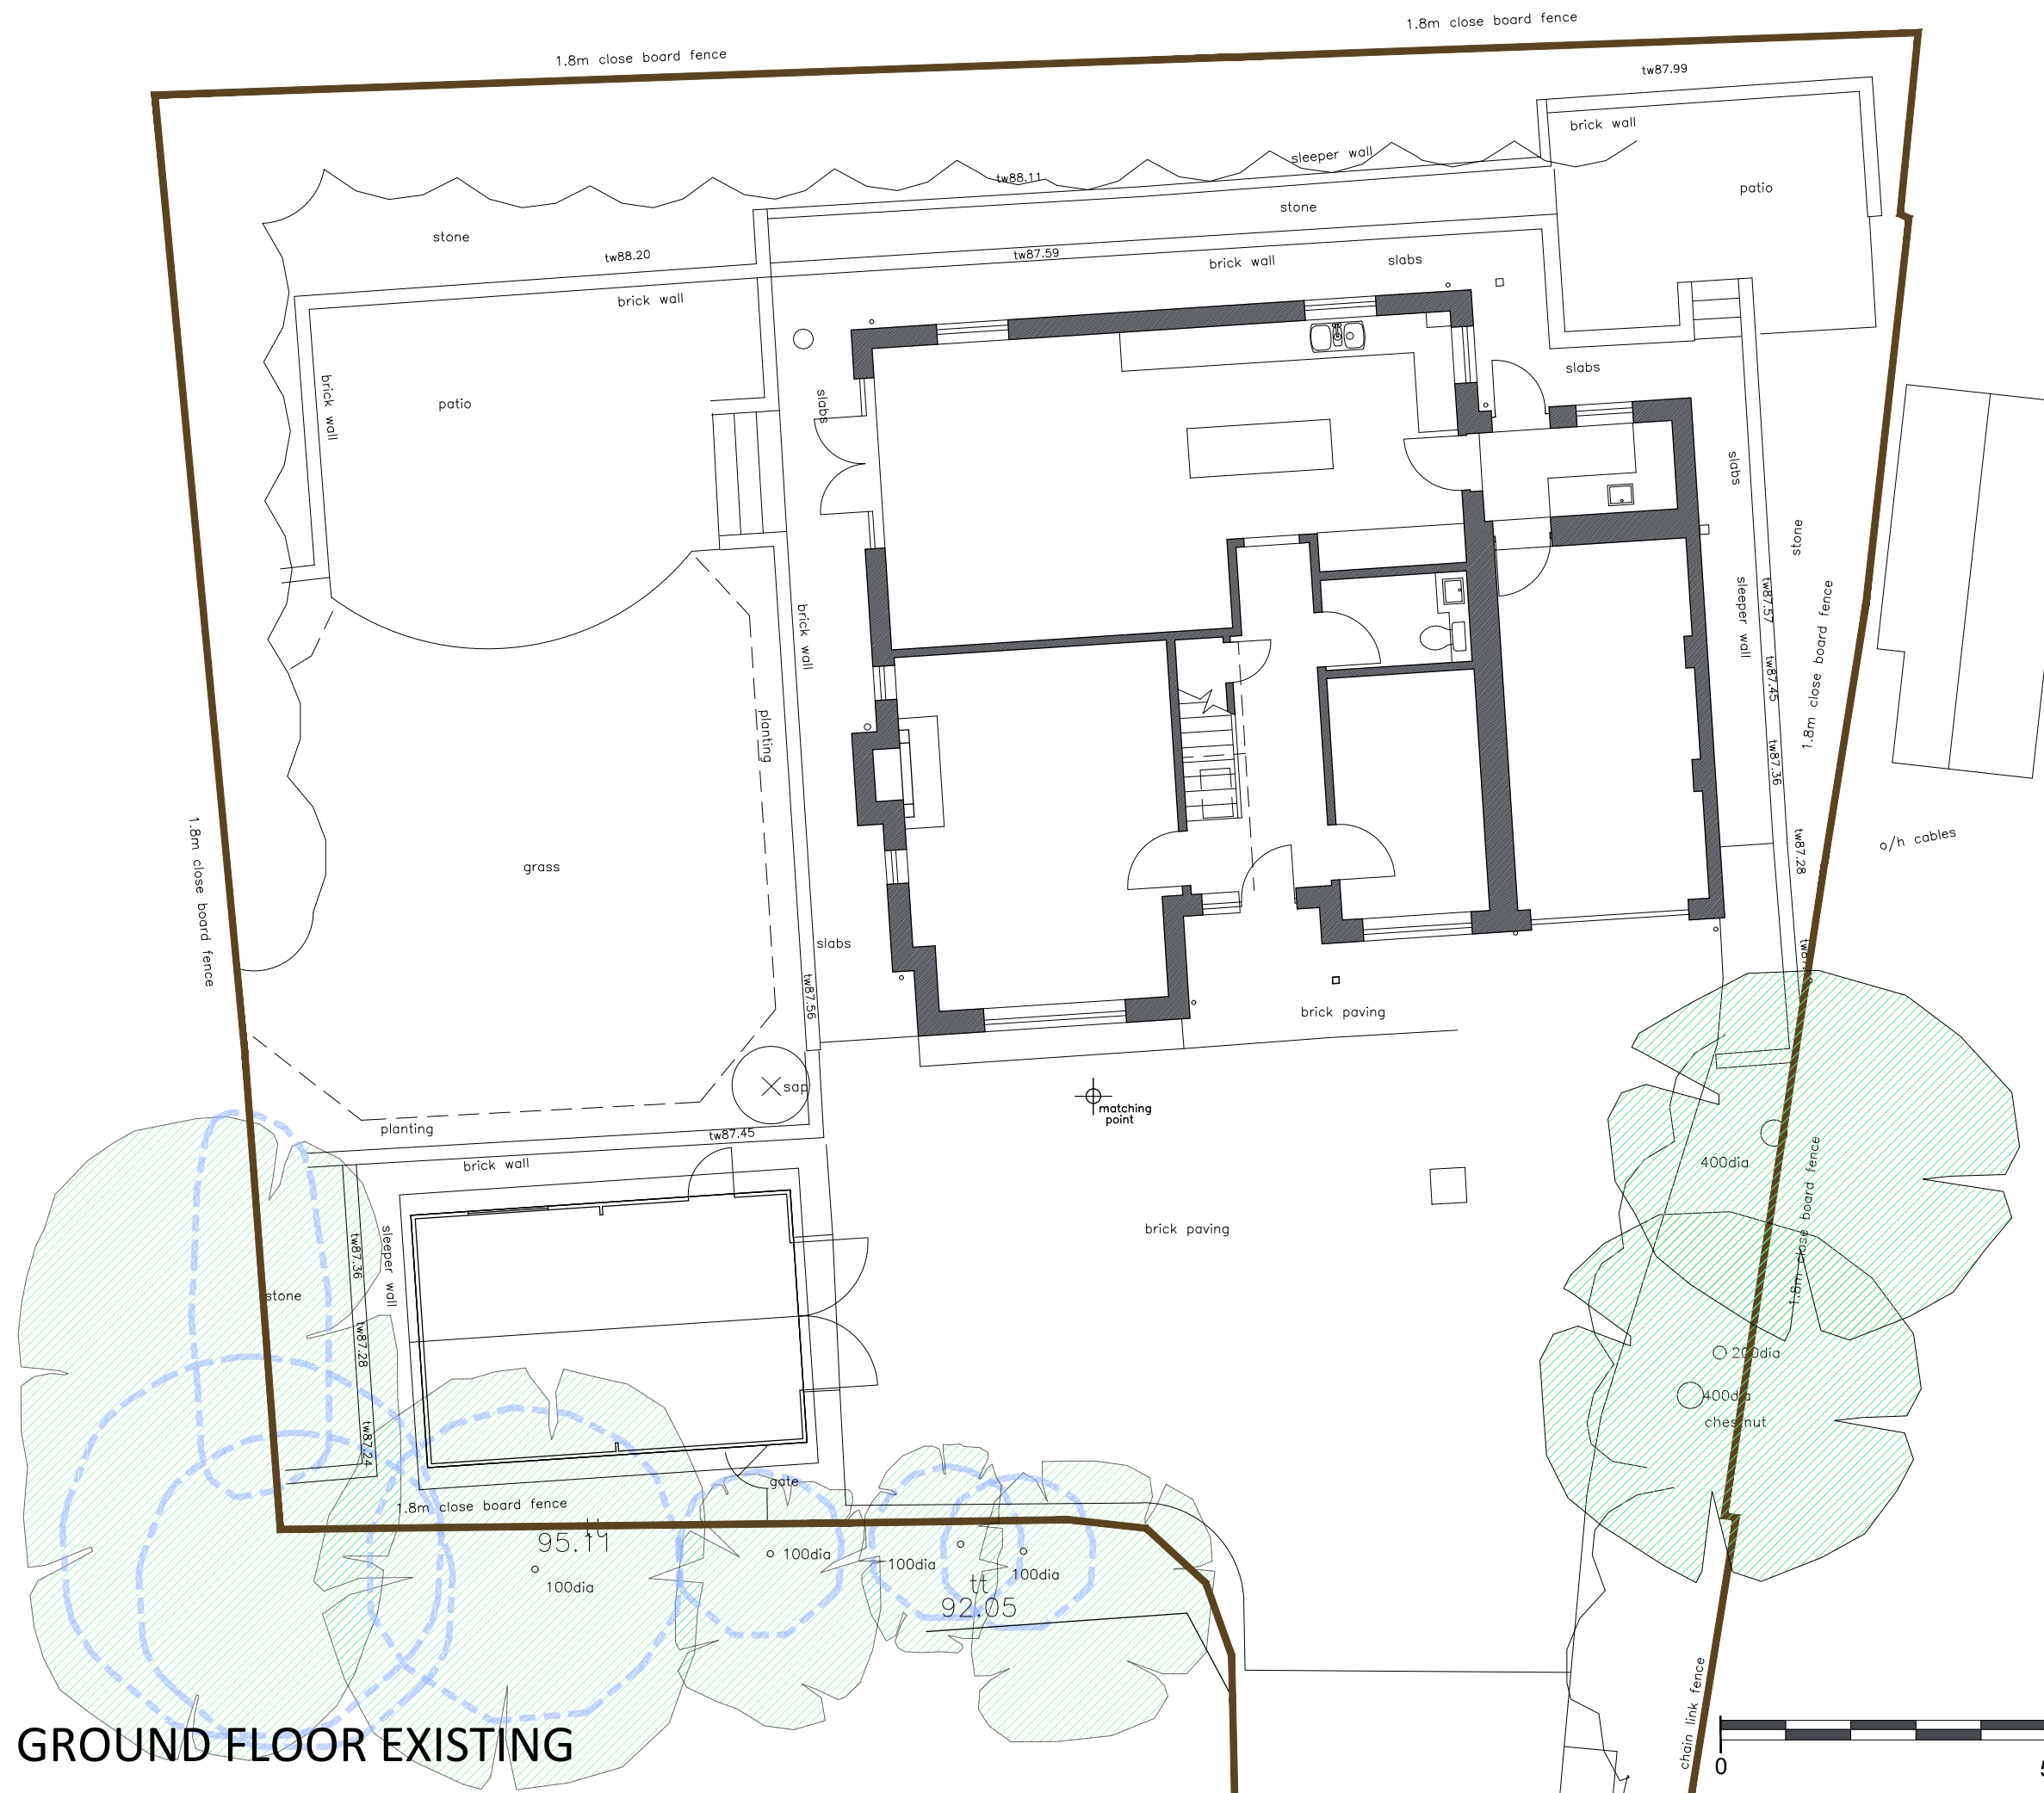 1.8m close board fence
1.8m close board fence
tw87.99
brick wall
sleeper wall
tw88.11
patio
stone
stone
tw88.20
tw87.59
brick wall
slabs
brick wall
slabs
brick wall
patio
slabs
slabs
stone
sleeper wall
tw87.57
1.8m close board fence
brick wall
tw87.45
planting
tw87.36
o/h cables
tw87.28
grass
1.8m close board fence
slabs
tw87.56
brick paving
sap
matching
point
planting
tw87.45
brick wall
400dia
1.8m close board fence
brick paving
tw87.36
sleeper wall
stone
tw87.28
200dia
400dia
chestnut
tw87.24
gate
1.8m close board fence
tt
95.11
100dia
100dia
100dia
100dia
tt
92.05
chain link fence
GROUND FLOOR EXISTING
0